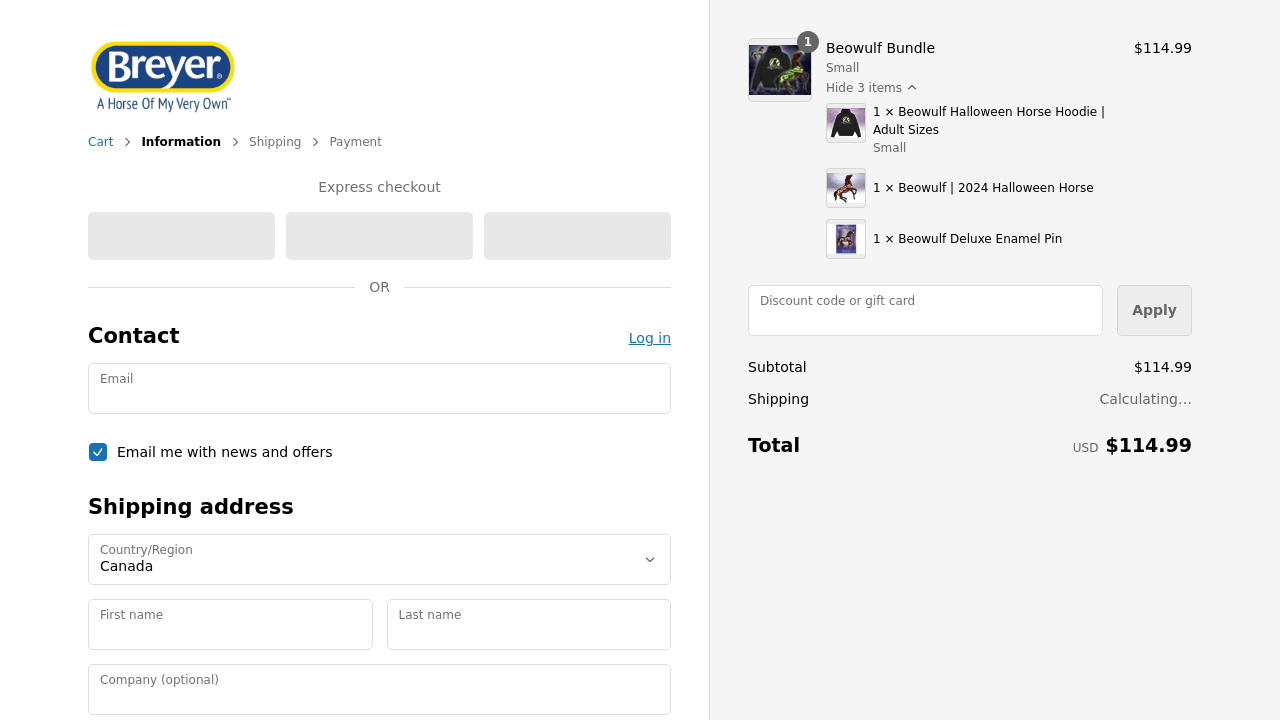 Breyer®
A Horse Of My Very Own™
Cart
Information
Shipping
Payment
Express checkout
OR
Contact
Log in
Email
Email me with news and offers
Shipping address
Country/Region
Canada
First name
Last name
Company (optional)
1
Beowulf Bundle
$114.99
Small
Hide 3 items
1 × Beowulf Halloween Horse Hoodie |
Adult Sizes
Small
1 × Beowulf | 2024 Halloween Horse
1 × Beowulf Deluxe Enamel Pin
Discount code or gift card
Apply
Subtotal
$114.99
Shipping
Calculating...
Total
USD $114.99